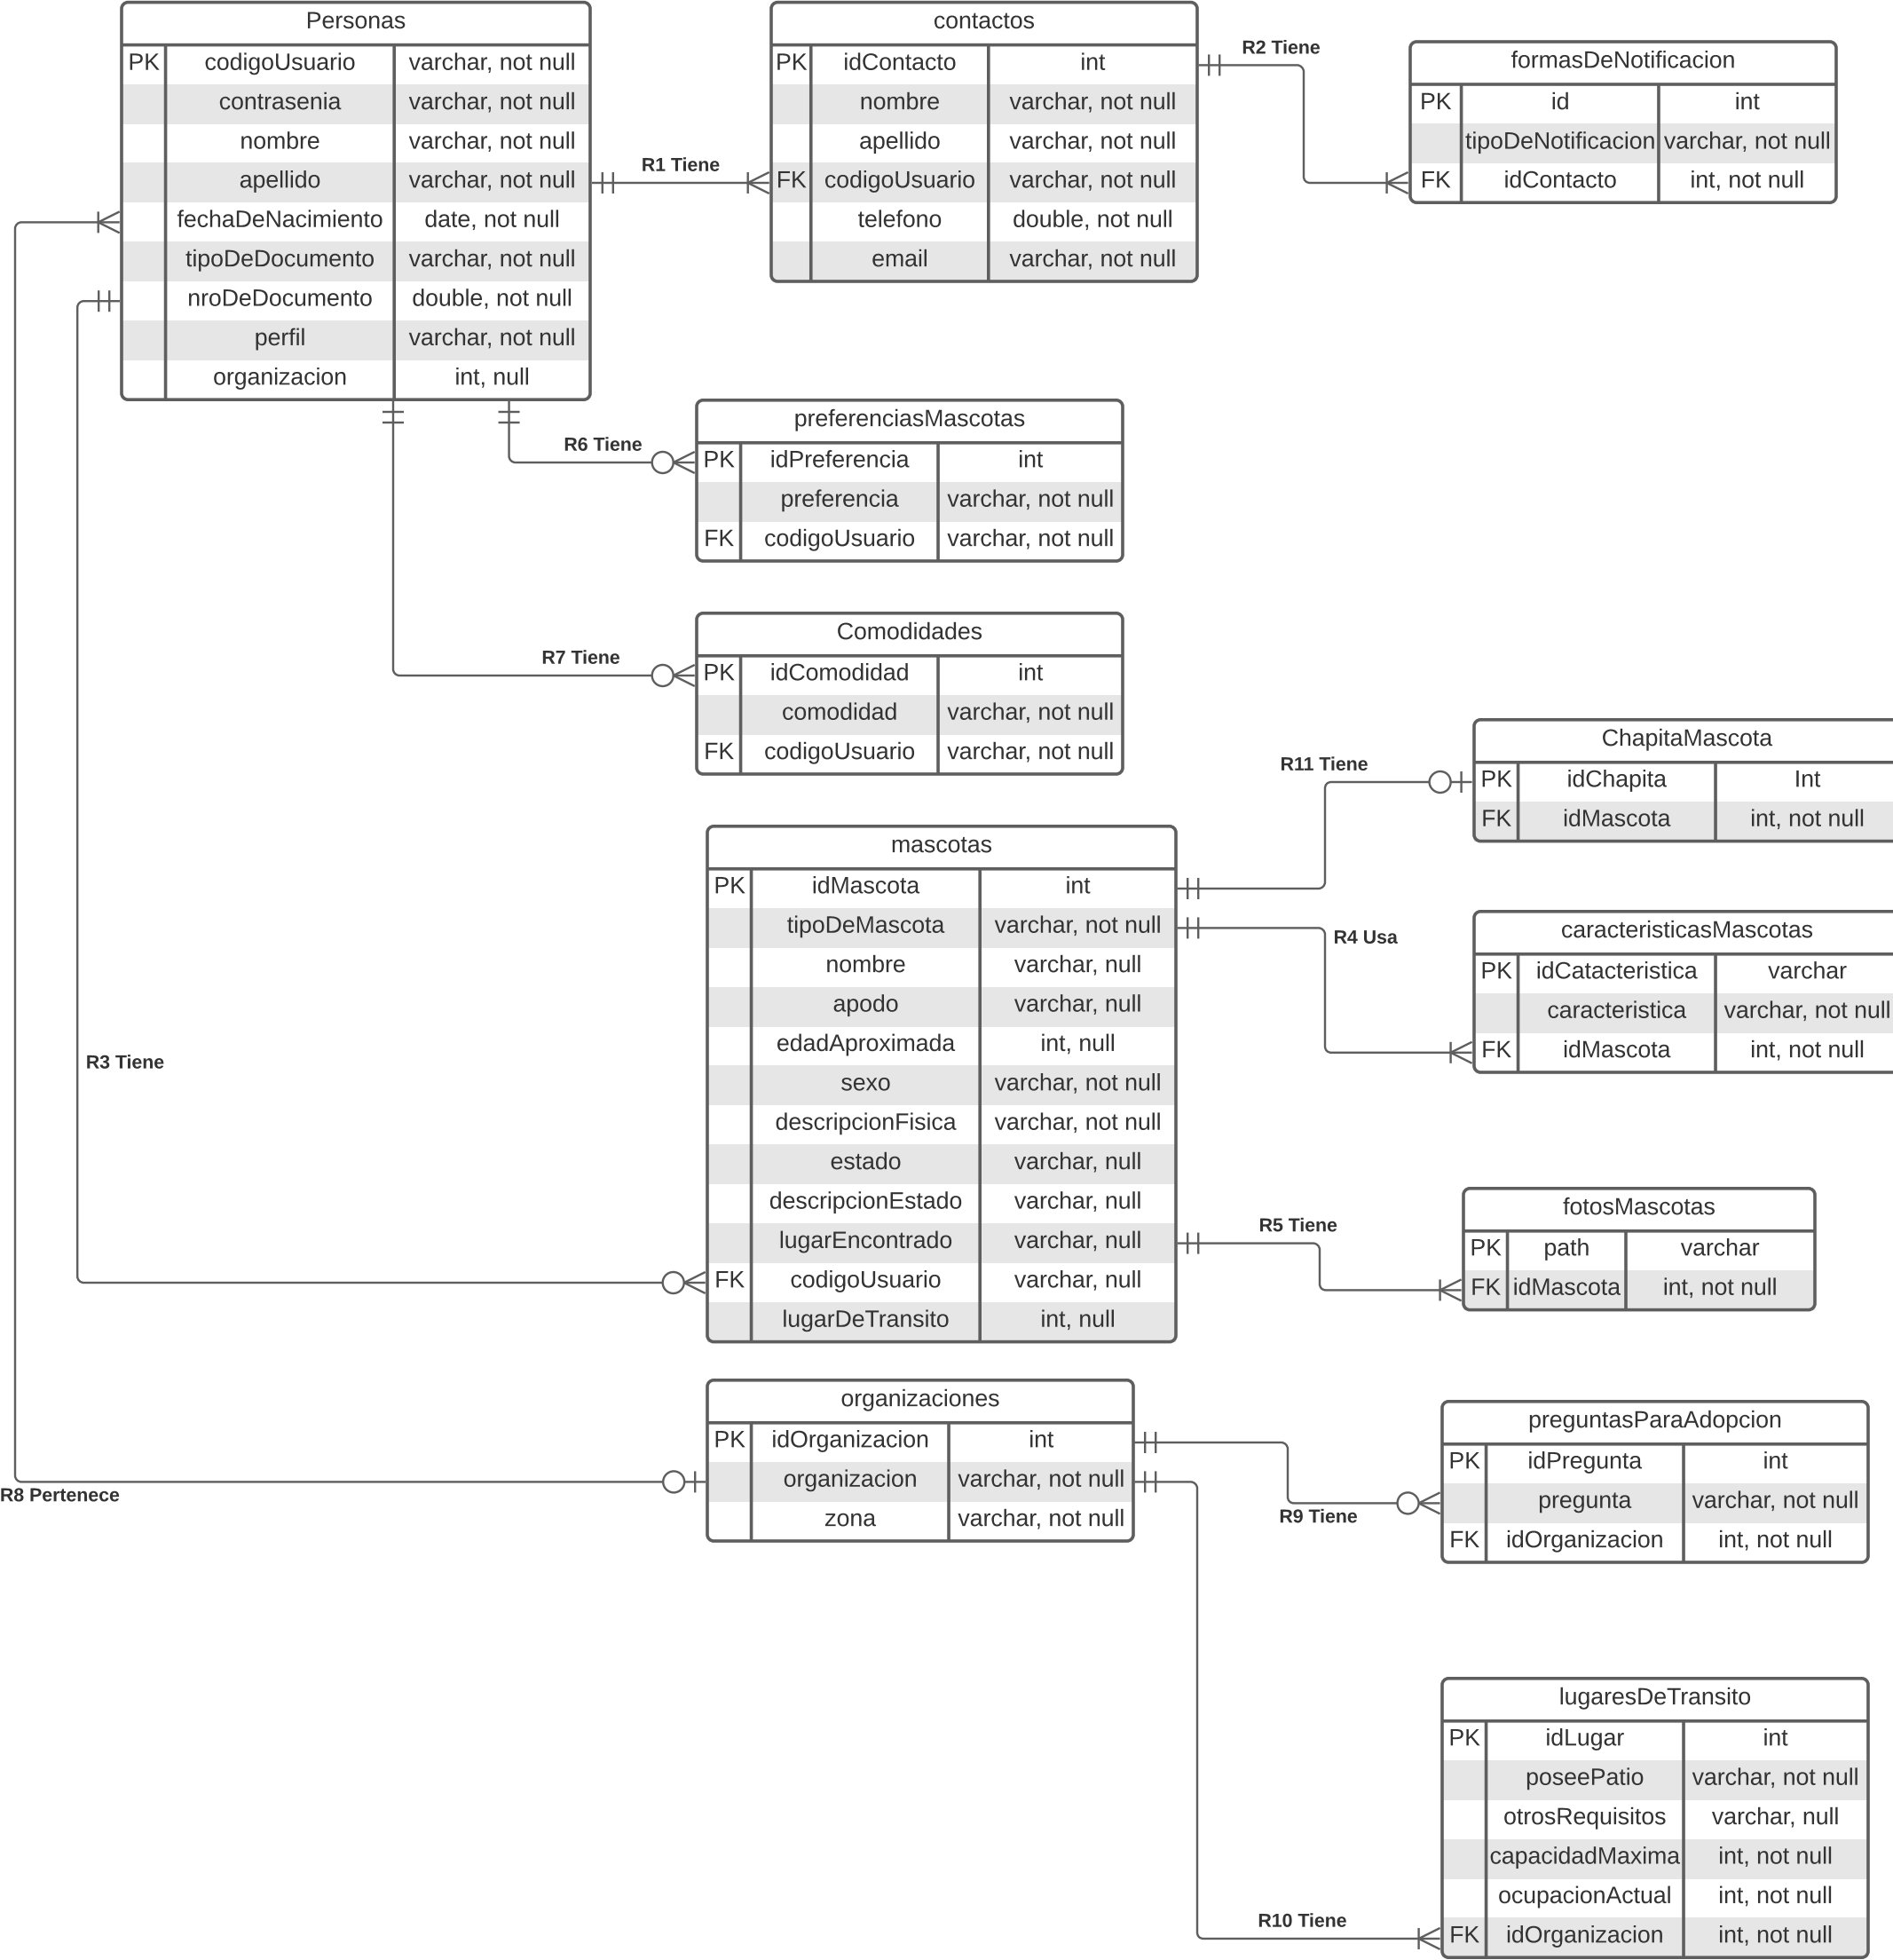 Personas
PK codigoUsuario varchar, not null
contrasenia varchar, not null
nombre varchar, not null
apellido varchar, not null
fechaDeNacimiento date, not null
tipoDeDocumento varchar, not null
nroDeDocumento double, not null
perfil varchar, not null
organizacion int, null
R1 Tiene
contactos
PK idContacto int
nombre varchar, not null
apellido varchar, not null
FK codigoUsuario varchar, not null
telefono double, not null
email varchar, not null
R2 Tiene
formasDeNotificacion
PK id int
tipoDeNotificacion varchar, not null
FK idContacto int, not null
R6 Tiene
preferenciasMascotas
PK idPreferencia int
preferencia varchar, not null
FK codigoUsuario varchar, not null
R7 Tiene
Comodidades
PK idComodidad int
comodidad varchar, not null
FK codigoUsuario varchar, not null
R3 Tiene
mascotas
PK idMascota int
tipoDeMascota varchar, not null
nombre varchar, null
apodo varchar, null
edadAproximada int, null
sexo varchar, not null
descripcionFisica varchar, not null
estado varchar, null
descripcionEstado varchar, null
lugarEncontrado varchar, null
FK codigoUsuario varchar, null
lugarDeTransito int, null
R11 Tiene
ChapitaMascota
PK idChapita Int
FK idMascota int, not null
R4 Usa
caracteristicasMascotas
PK idCatacteristica varchar
caracteristica varchar, not null
FK idMascota int, not null
R5 Tiene
fotosMascotas
PK path varchar
FK idMascota int, not null
R8 Pertenece
organizaciones
PK idOrganizacion int
organizacion varchar, not null
zona varchar, not null
R9 Tiene
preguntasParaAdopcion
PK idPregunta int
pregunta varchar, not null
FK idOrganizacion int, not null
R10 Tiene
lugaresDeTransito
PK idLugar int
poseePatio varchar, not null
otrosRequisitos varchar, null
capacidadMaxima int, not null
ocupacionActual int, not null
FK idOrganizacion int, not null